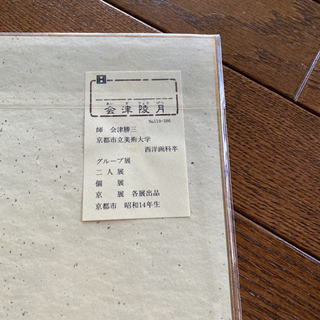 会津陵月
No119-586
師 会津勝三
京都市立美術大学
西洋画科卒
グループ展
二人展
個展
京展 各展出品
京都市 昭和14年生